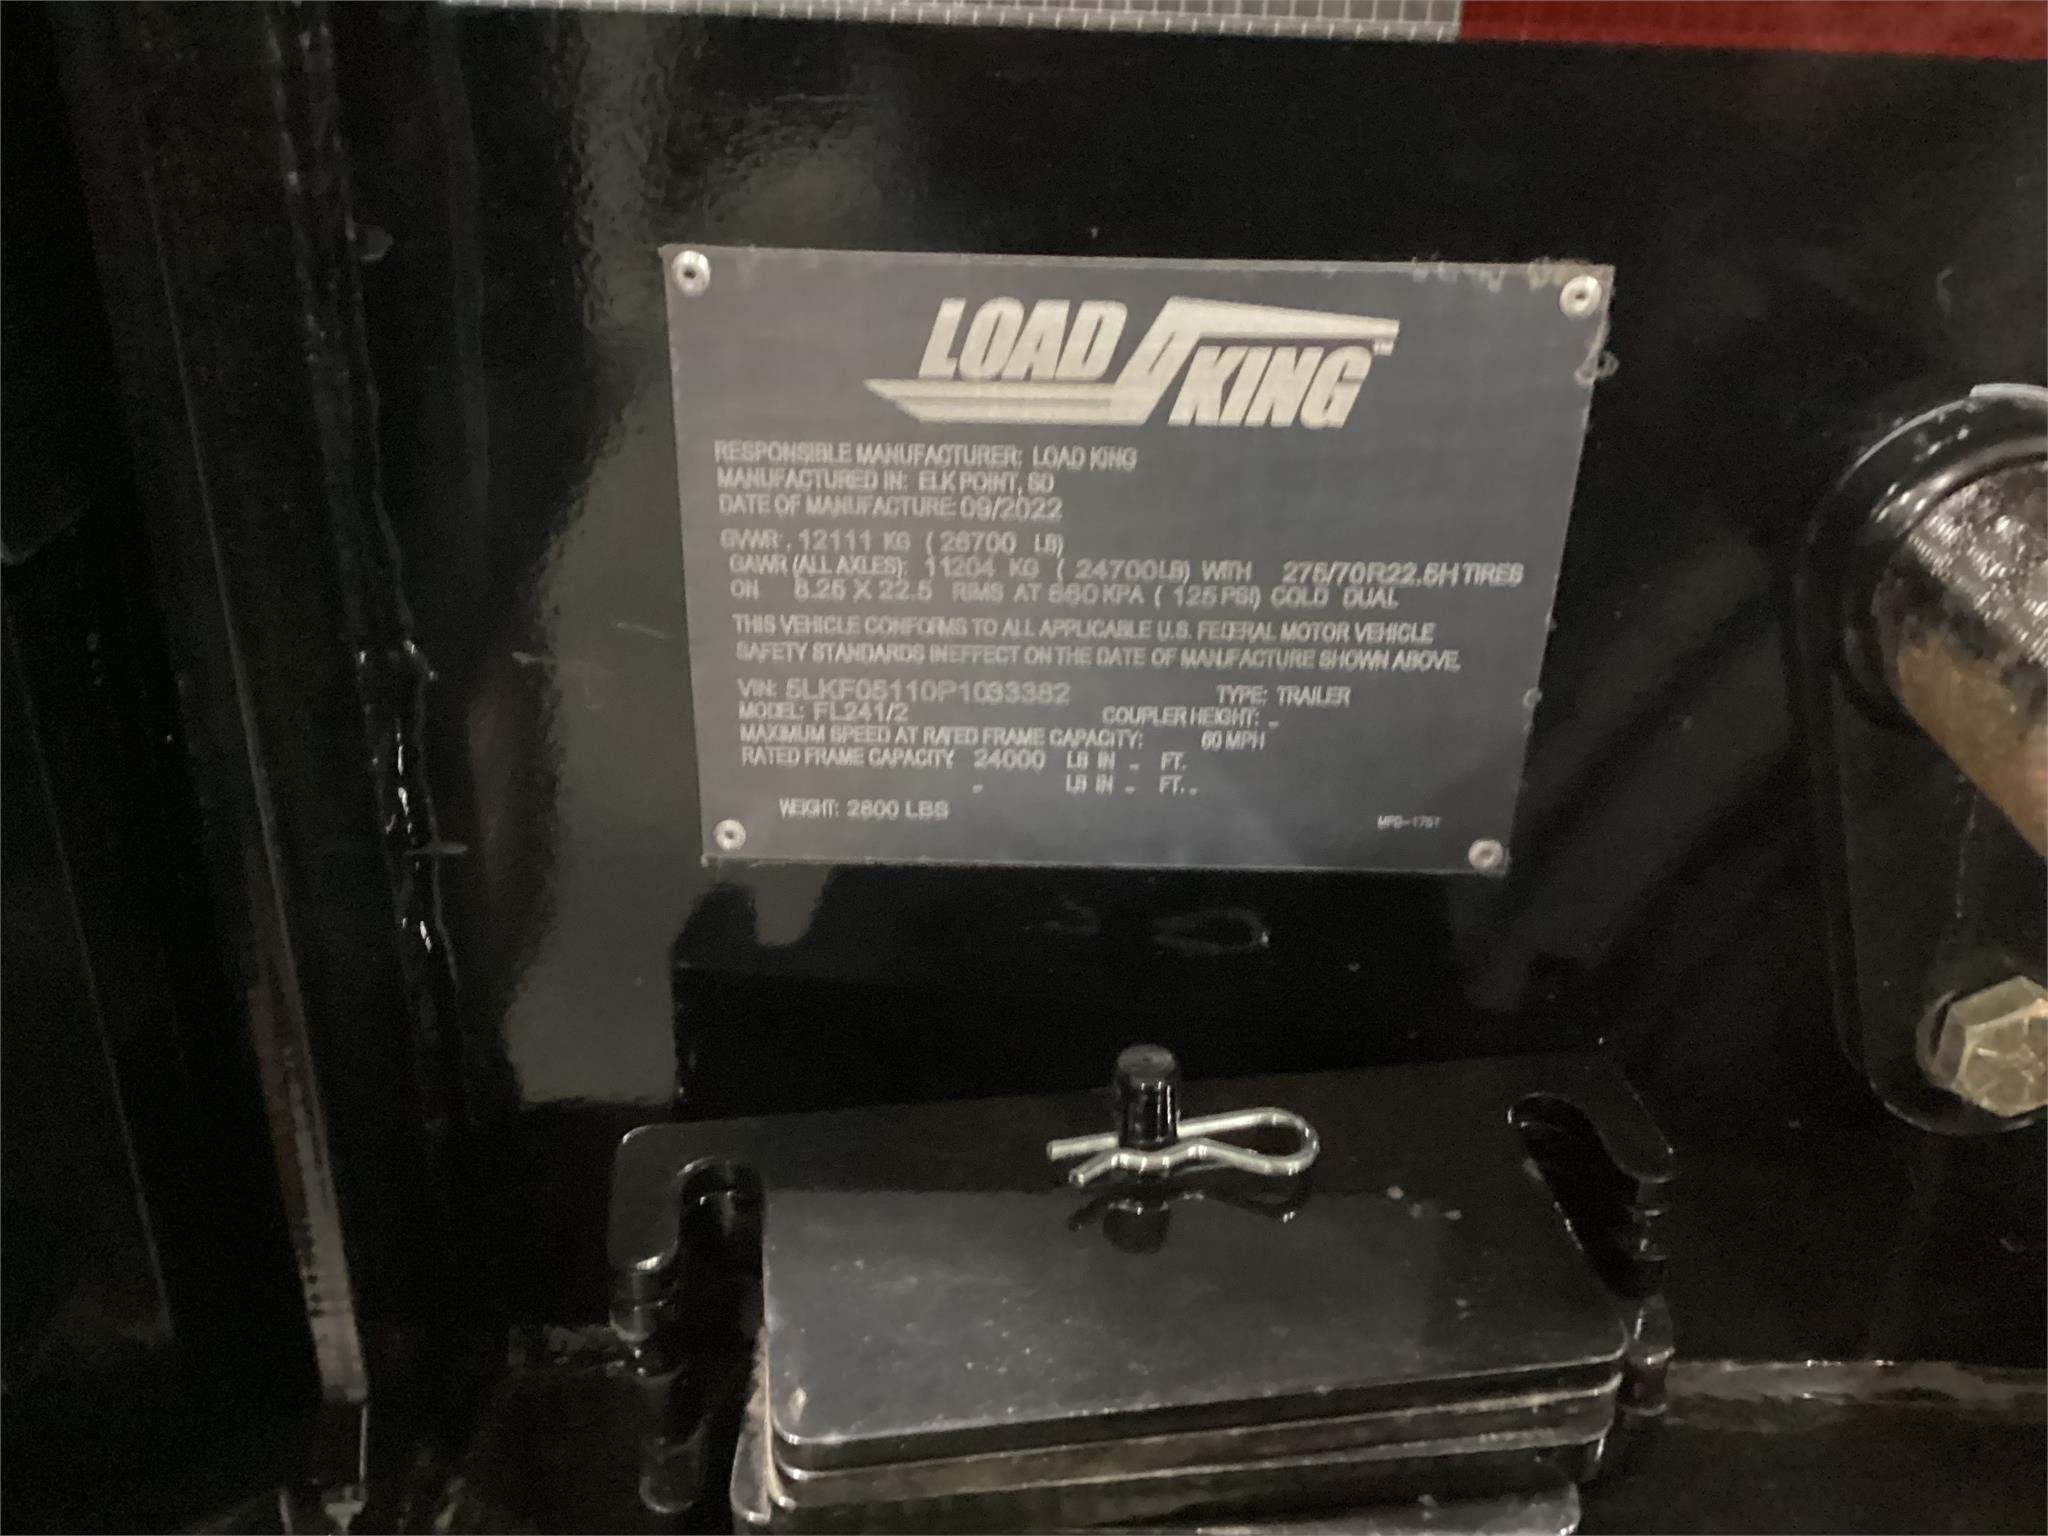 LOAD KING™
RESPONSIBLE MANUFACTURER: LOAD KING
MANUFACTURED IN: ELK POINT, SD
DATE OF MANUFACTURE: 09/2022
GVWR: 12111 KG (26700 LB)
GAWR (ALL AXLES): 11204 KG (24700LB) WITH 275/70R22.5H TIRES
ON 8.25 X 22.5 RIMS AT 860 KPA (125 PSI) COLD DUAL
THIS VEHICLE CONFORMS TO ALL APPLICABLE U.S. FEDERAL MOTOR VEHICLE
SAFETY STANDARDS IN EFFECT ON THE DATE OF MANUFACTURE SHOWN ABOVE.
VIN: 5LKF05110P1033382 TYPE: TRAILER
MODEL: FL241/2 COUPLER HEIGHT: -
MAXIMUM SPEED AT RATED FRAME CAPACITY: 60 MPH
RATED FRAME CAPACITY 24000 LB IN - FT.
- LB IN - FT. -
WEIGHT: 2800 LBS